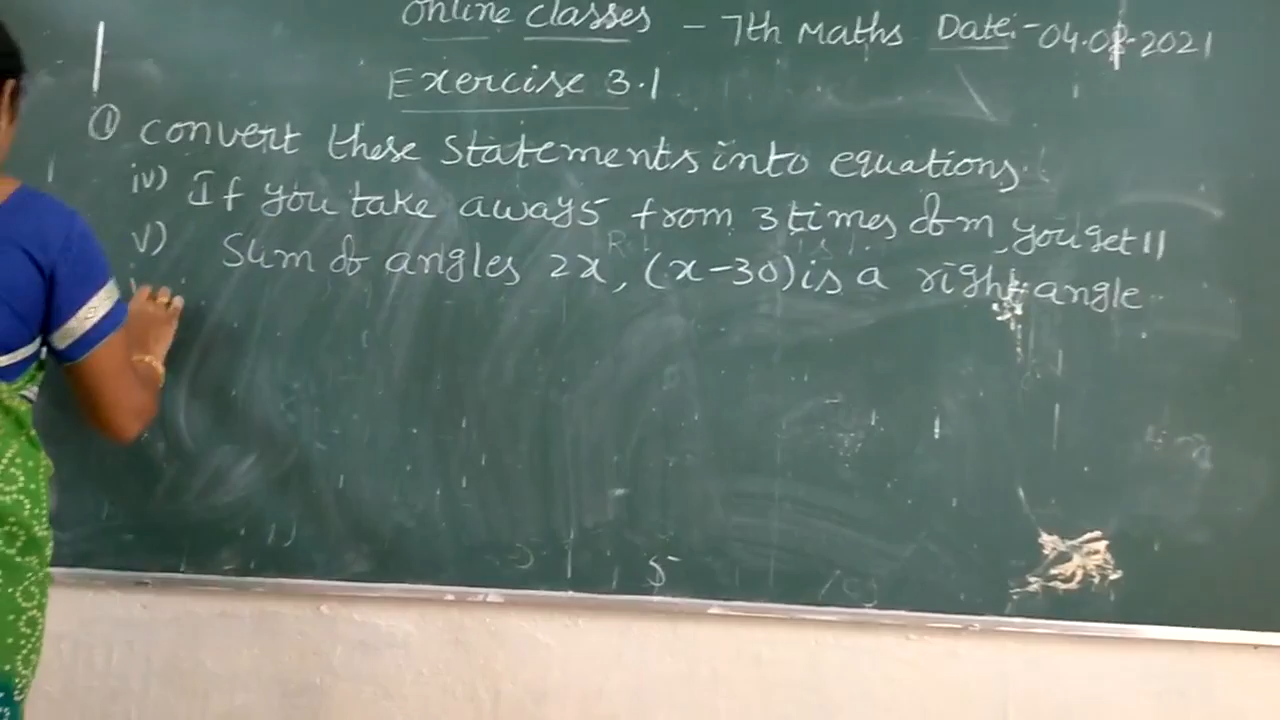 Online classes - 7th Maths Date:-04.08-2021
Exercise 3.1
① convert these statements into equations.
iv) If you take aways 5 from 3 times of m, you get 11
v) Sum of angles 2x, (x-30) is a right angle